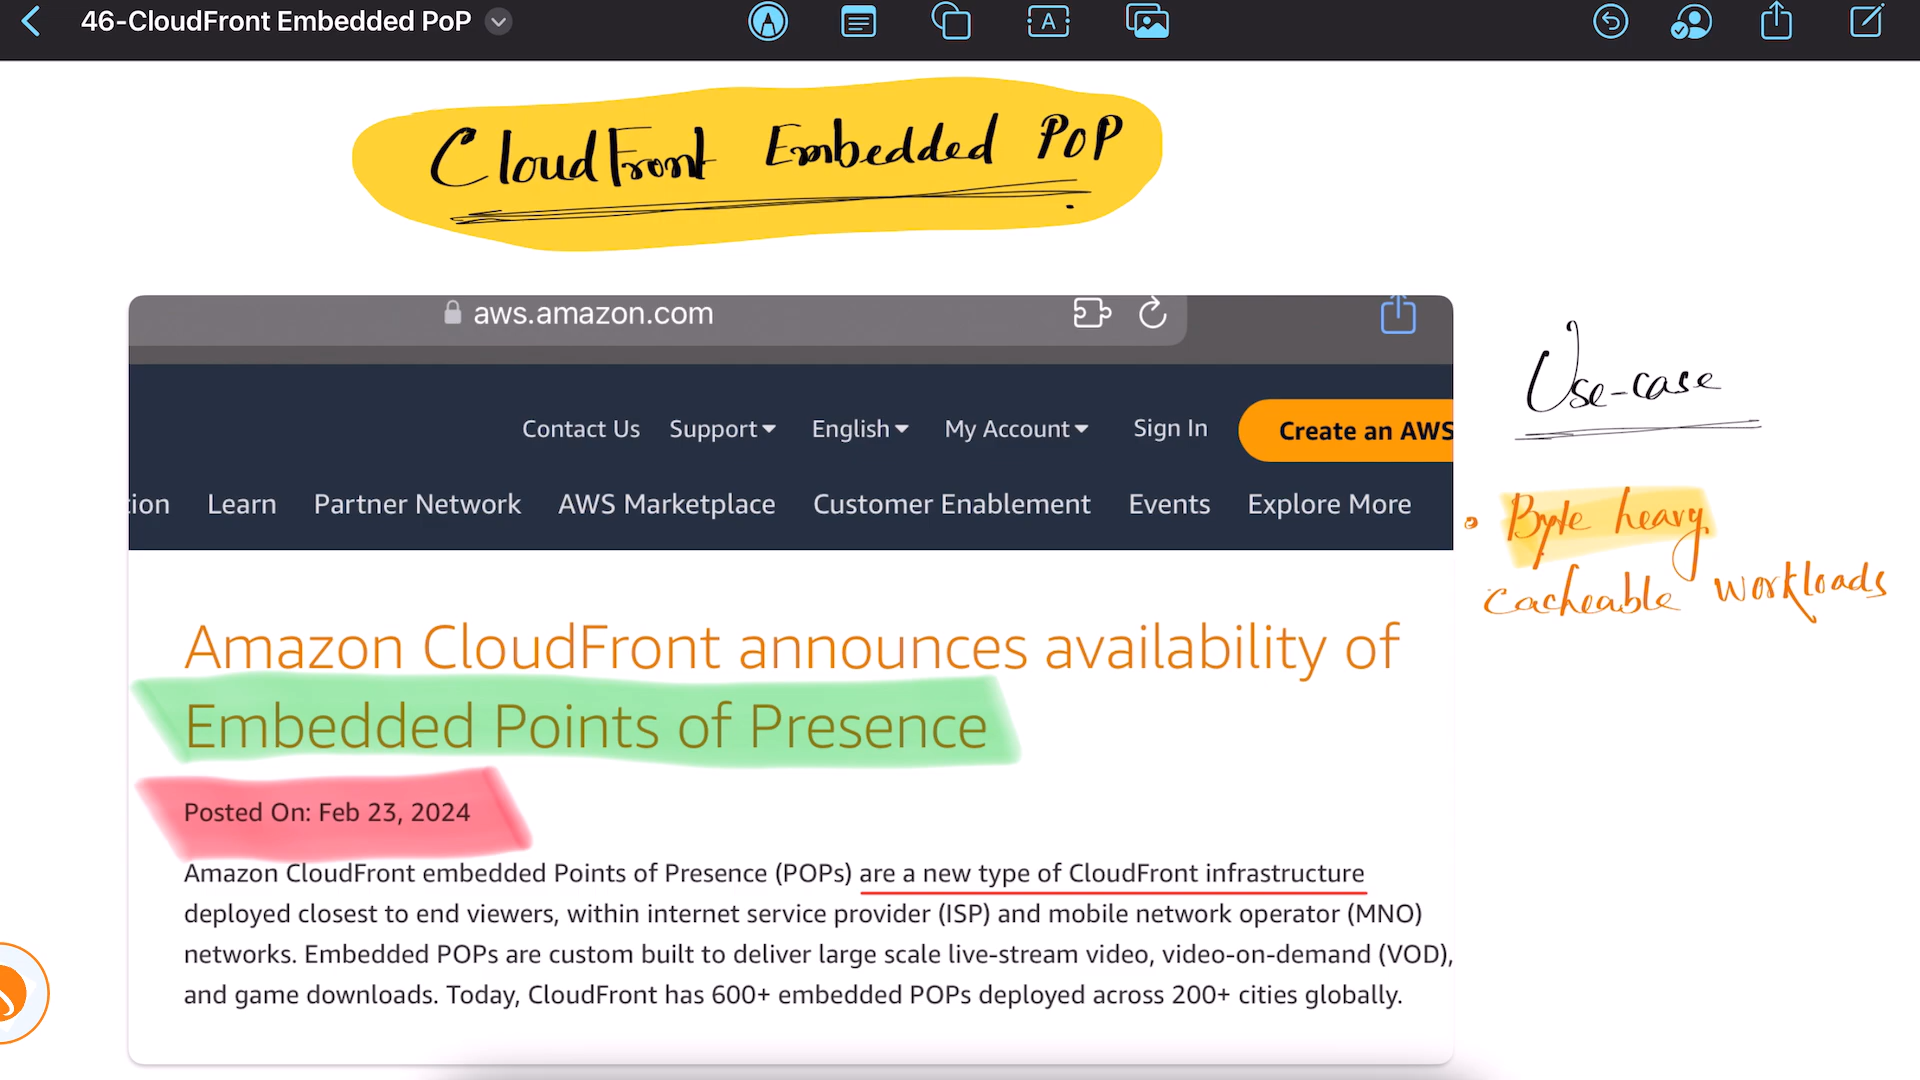 46-CloudFront Embedded PoP
A
CloudFront Embedded PoP
aws.amazon.com
Contact Us Support English My Account Sign In Create an AWS
tion Learn Partner Network AWS Marketplace Customer Enablement Events Explore More
Use-case
• Byte heavy
cacheable workloads
Amazon CloudFront announces availability of
Embedded Points of Presence
Posted On: Feb 23, 2024
Amazon CloudFront embedded Points of Presence (POPs) are a new type of CloudFront infrastructure
deployed closest to end viewers, within internet service provider (ISP) and mobile network operator (MNO)
networks. Embedded POPs are custom built to deliver large scale live-stream video, video-on-demand (VOD),
and game downloads. Today, CloudFront has 600+ embedded POPs deployed across 200+ cities globally.